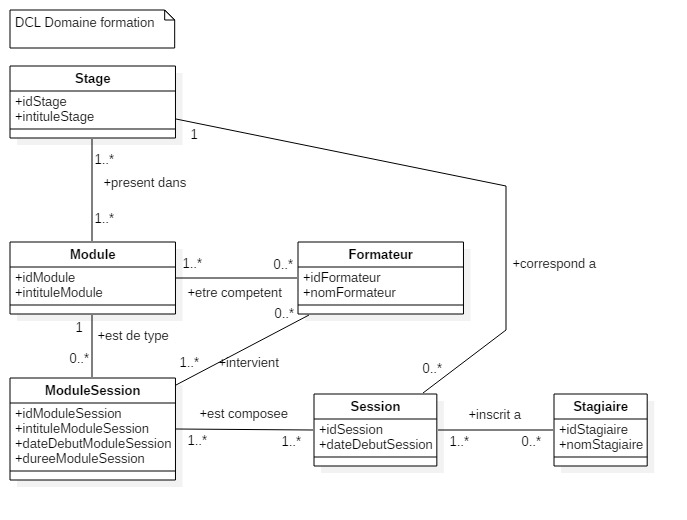 DCL Domaine formation
Stage
+idStage
+intituleStage
1
1..*
+present dans
1..*
Module
+idModule
+intituleModule
1..*
0..*
+etre competent
Formateur
+idFormateur
+nomFormateur
+correspond a
0..*
1
+est de type
0..*
1..*
+intervient
0..*
ModuleSession
+idModuleSession
+intituleModuleSession
+dateDebutModuleSession
+dureeModuleSession
+est composee
1..*
1..*
Session
+idSession
+dateDebutSession
+inscrit a
1..*
0..*
Stagiaire
+idStagiaire
+nomStagiaire